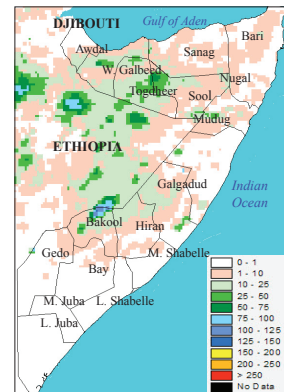 DJIBOUTI
Gulf of Aden
Bari
Awdal
Sanag
W. Galbeed
Nugal
Togdheer
Sool
Mudug
ETHIOPIA
Galgadud
Indian
Ocean
Bakool
Hiran
Gedo
M. Shabelle
Bay
M. Juba
L. Shabelle
L. Juba
0 - 1
1 - 10
10 - 25
25 - 50
50 - 75
75 - 100
100 - 125
125 - 150
150 - 200
200 - 250
> 250
No Data